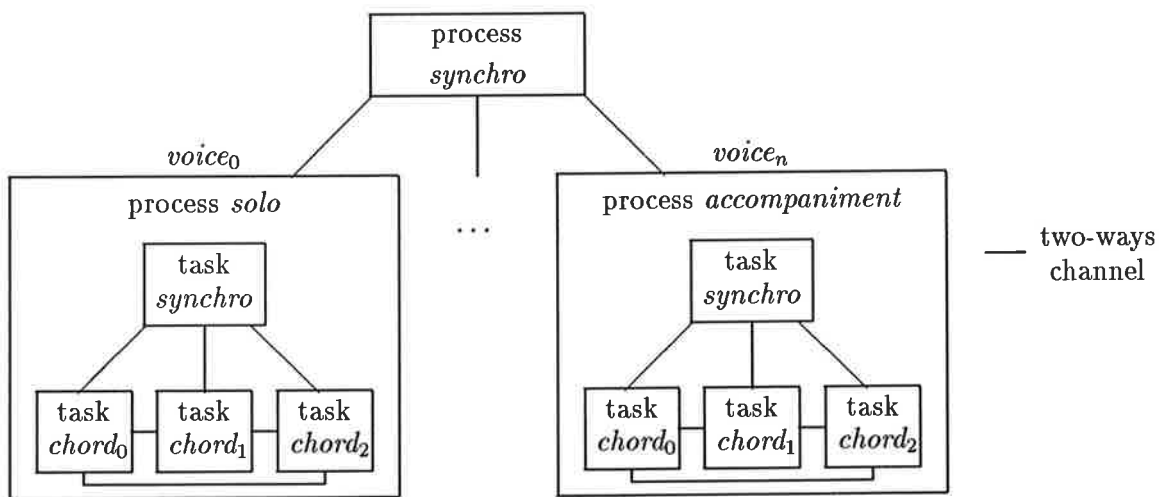 process
synchro
voice₀
voiceₙ
process solo
process accompaniment
...
task
synchro
task
synchro
two-ways
channel
task
chord₀
task
chord₁
task
chord₂
task
chord₀
task
chord₁
task
chord₂